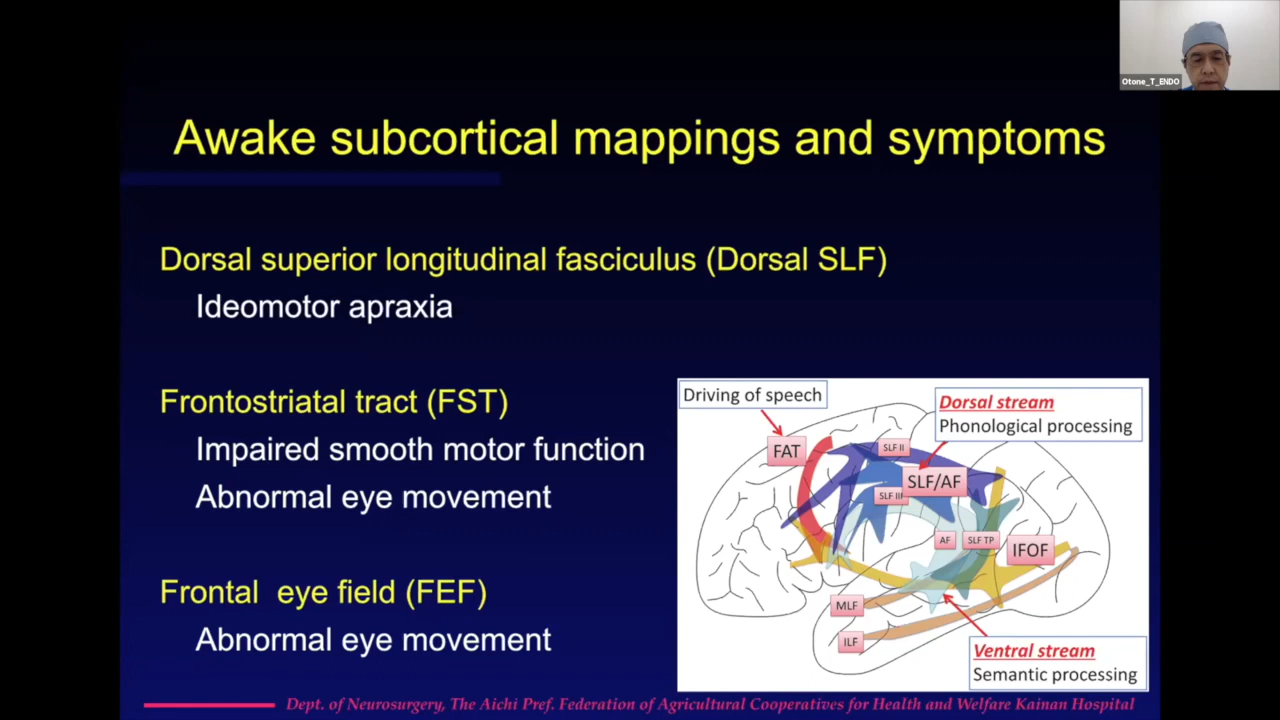 Otone_T_ENDO
Awake subcortical mappings and symptoms
Dorsal superior longitudinal fasciculus (Dorsal SLF)
Ideomotor apraxia
Frontostriatal tract (FST)
Impaired smooth motor function
Abnormal eye movement
Frontal eye field (FEF)
Abnormal eye movement
Driving of speech
Dorsal stream
Phonological processing
FAT
SLF II
SLF/AF
SLF III
AF
SLF TP
IFOF
MLF
ILF
Ventral stream
Semantic processing
Dept. of Neurosurgery, The Aichi Pref. Federation of Agricultural Cooperatives for Health and Welfare Kainan Hospital